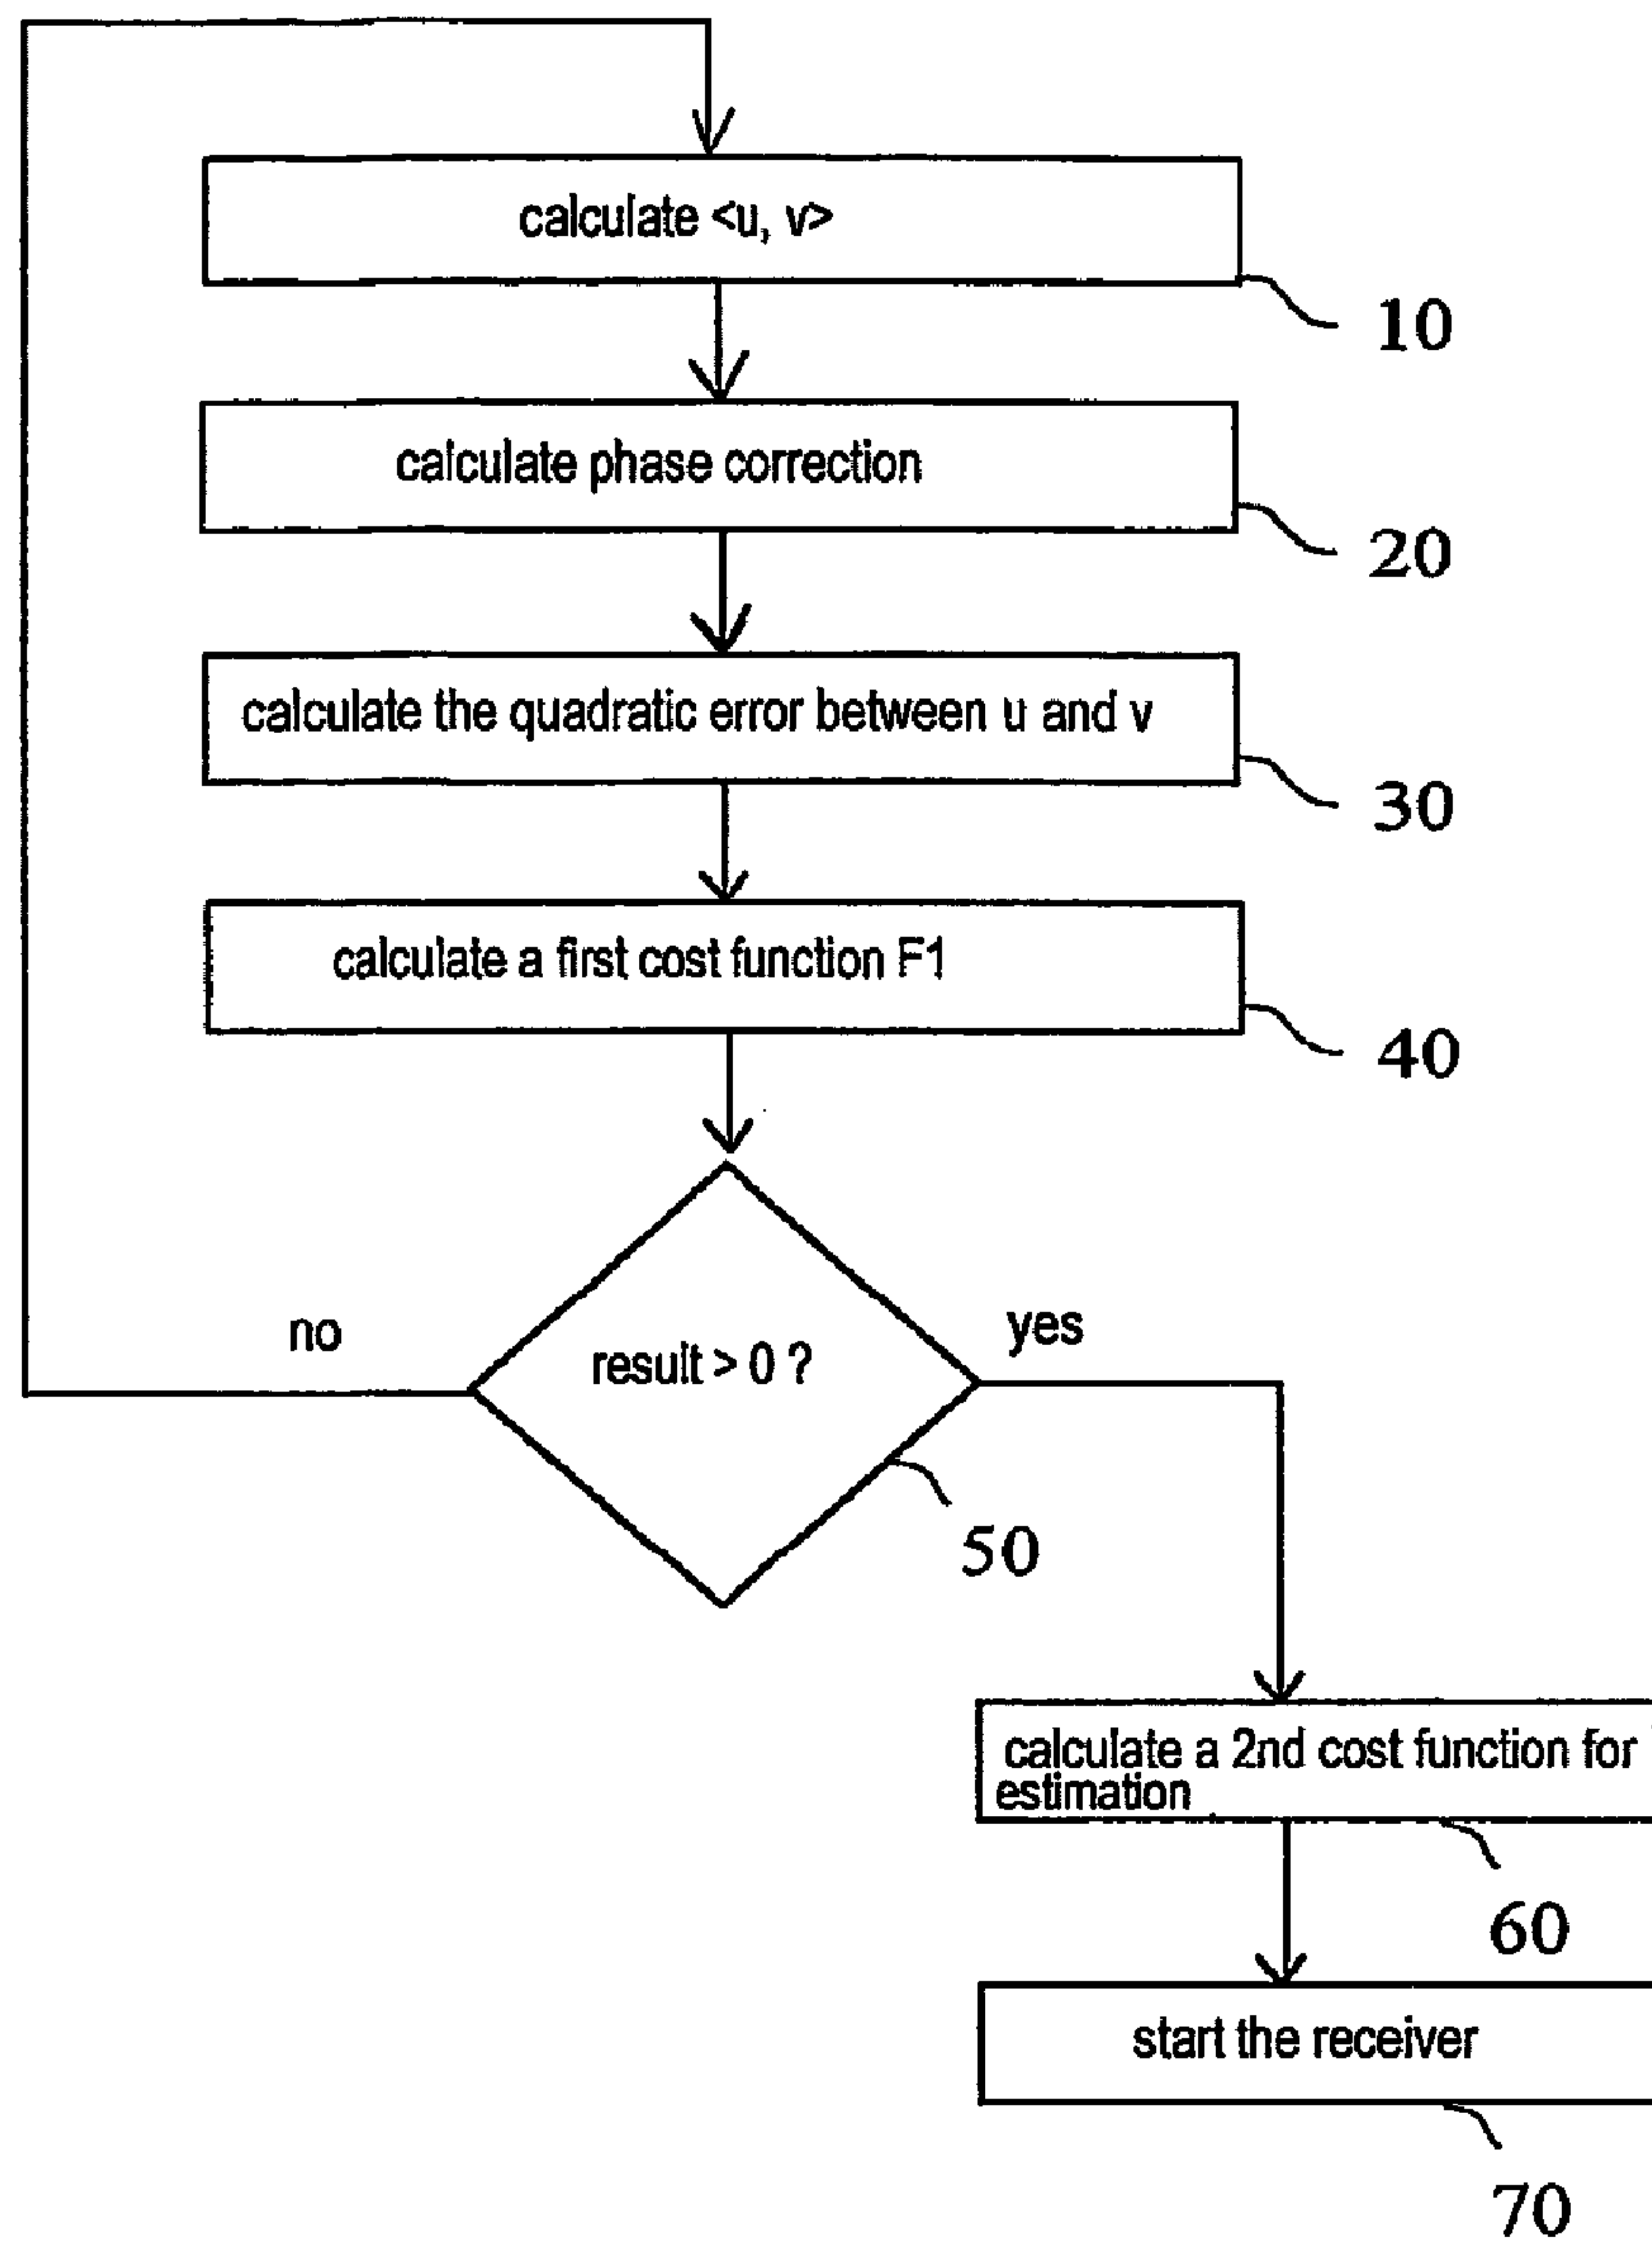 calculate <u, v>
10
calculate phase correction
20
calculate the quadratic error between u and v
30
calculate a first cost function F1
40
no
result > 0 ?
yes
50
calculate a 2nd cost function for
estimation
60
start the receiver
70